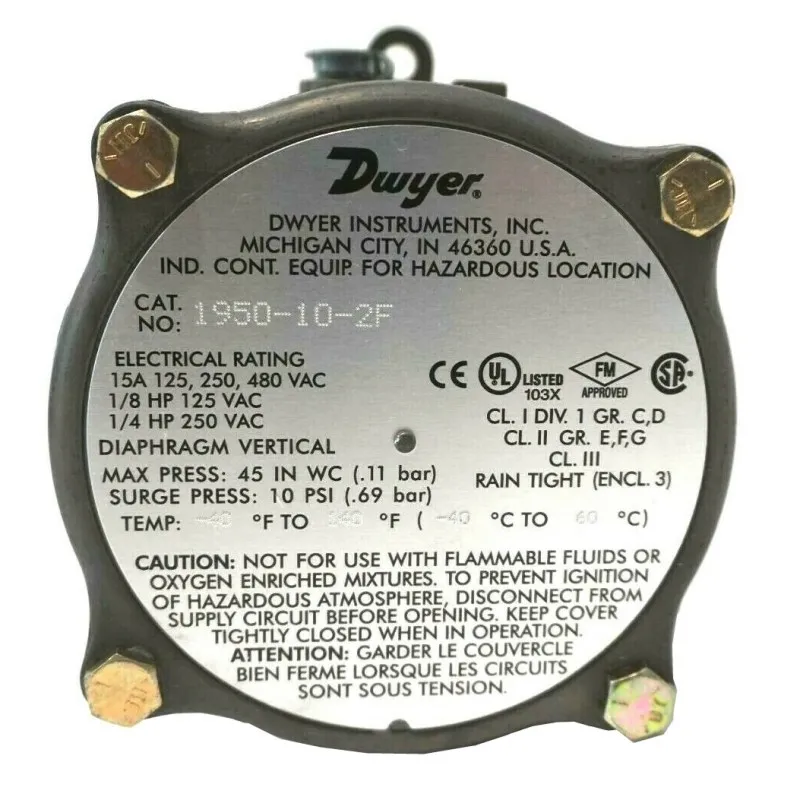 Dwyer®
DWYER INSTRUMENTS, INC.
MICHIGAN CITY, IN 46360 U.S.A.
IND. CONT. EQUIP. FOR HAZARDOUS LOCATION
CAT.
NO: 1950-10-2F
ELECTRICAL RATING
15A 125, 250, 480 VAC
1/8 HP 125 VAC
1/4 HP 250 VAC
DIAPHRAGM VERTICAL
MAX PRESS: 45 IN WC (.11 bar)
SURGE PRESS: 10 PSI (.69 bar)
CE UL LISTED FM SA
103X APPROVED
CL. I DIV. 1 GR. C,D
CL. II GR. E,F,G
CL. III
RAIN TIGHT (ENCL. 3)
TEMP: -40 °F TO 140 °F ( -40 °C TO 60 °C)
CAUTION: NOT FOR USE WITH FLAMMABLE FLUIDS OR
OXYGEN ENRICHED MIXTURES. TO PREVENT IGNITION
OF HAZARDOUS ATMOSPHERE, DISCONNECT FROM
SUPPLY CIRCUIT BEFORE OPENING. KEEP COVER
TIGHTLY CLOSED WHEN IN OPERATION.
ATTENTION: GARDER LE COUVERCLE
BIEN FERME LORSQUE LES CIRCUITS
SONT SOUS TENSION.